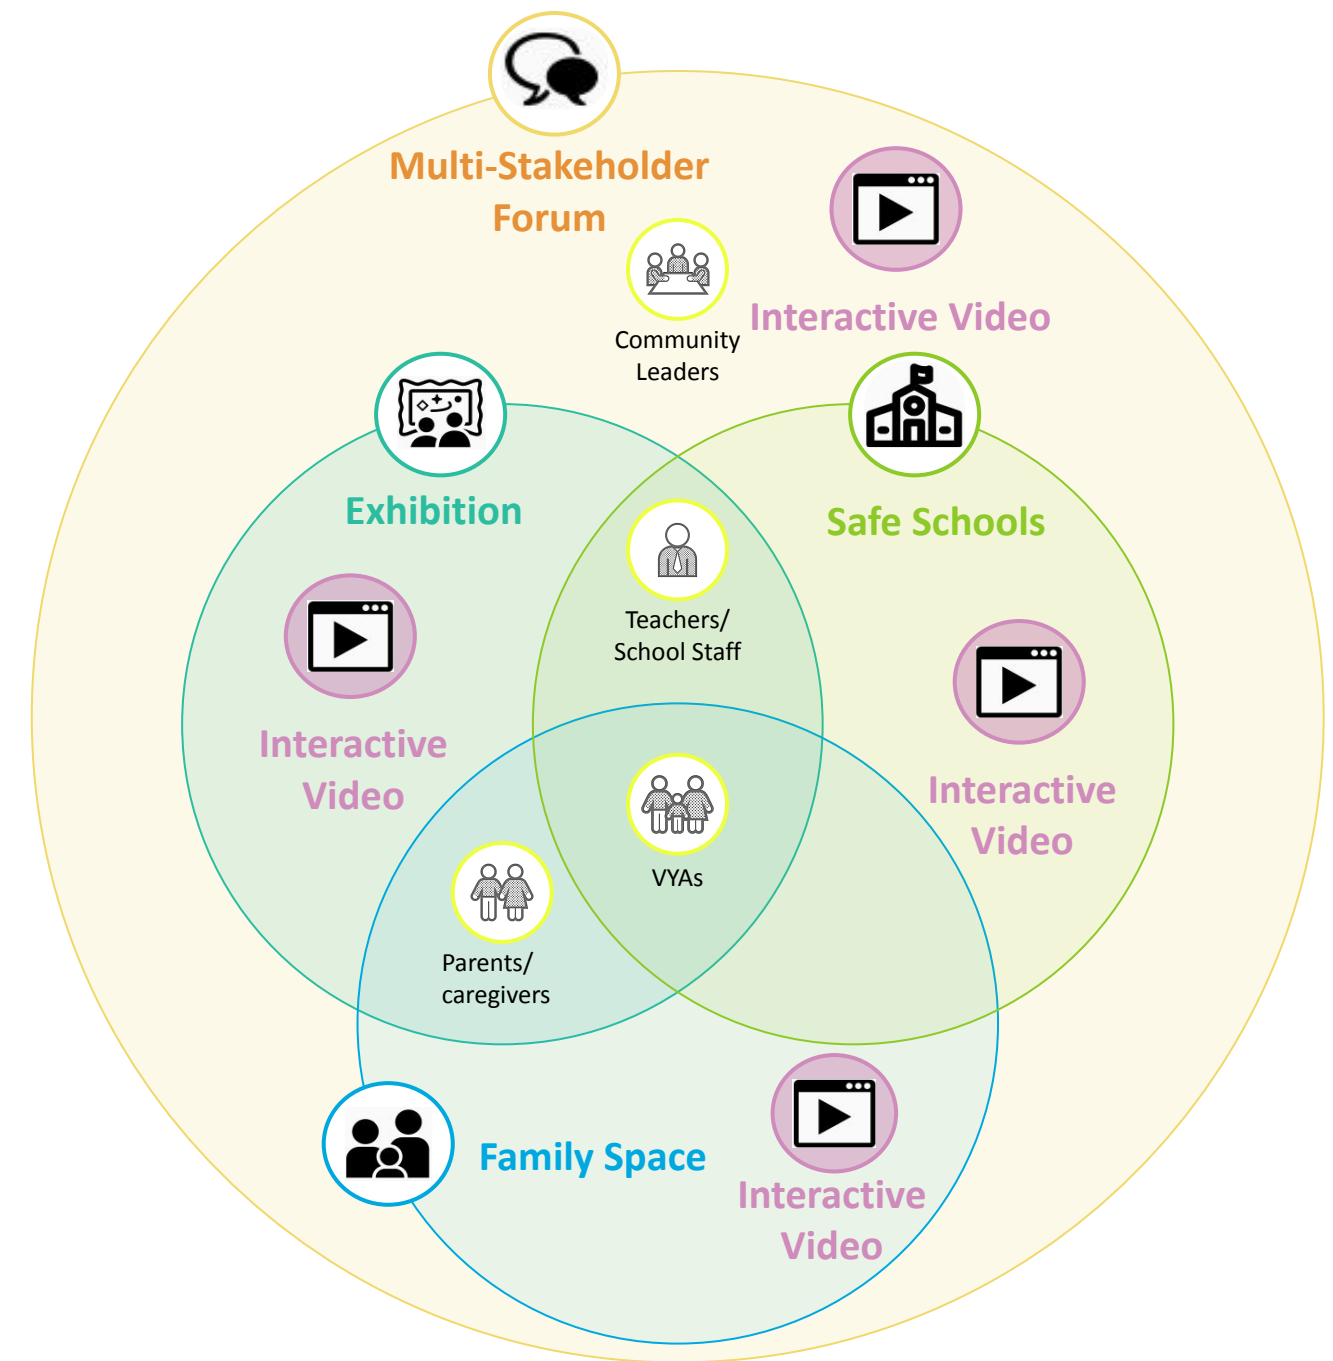 Multi-Stakeholder
Forum
Interactive Video
Community
Leaders
Exhibition
Safe Schools
Teachers/
School Staff
Interactive
Video
Interactive
Video
VYAs
Parents/
caregivers
Family Space
Interactive
Video